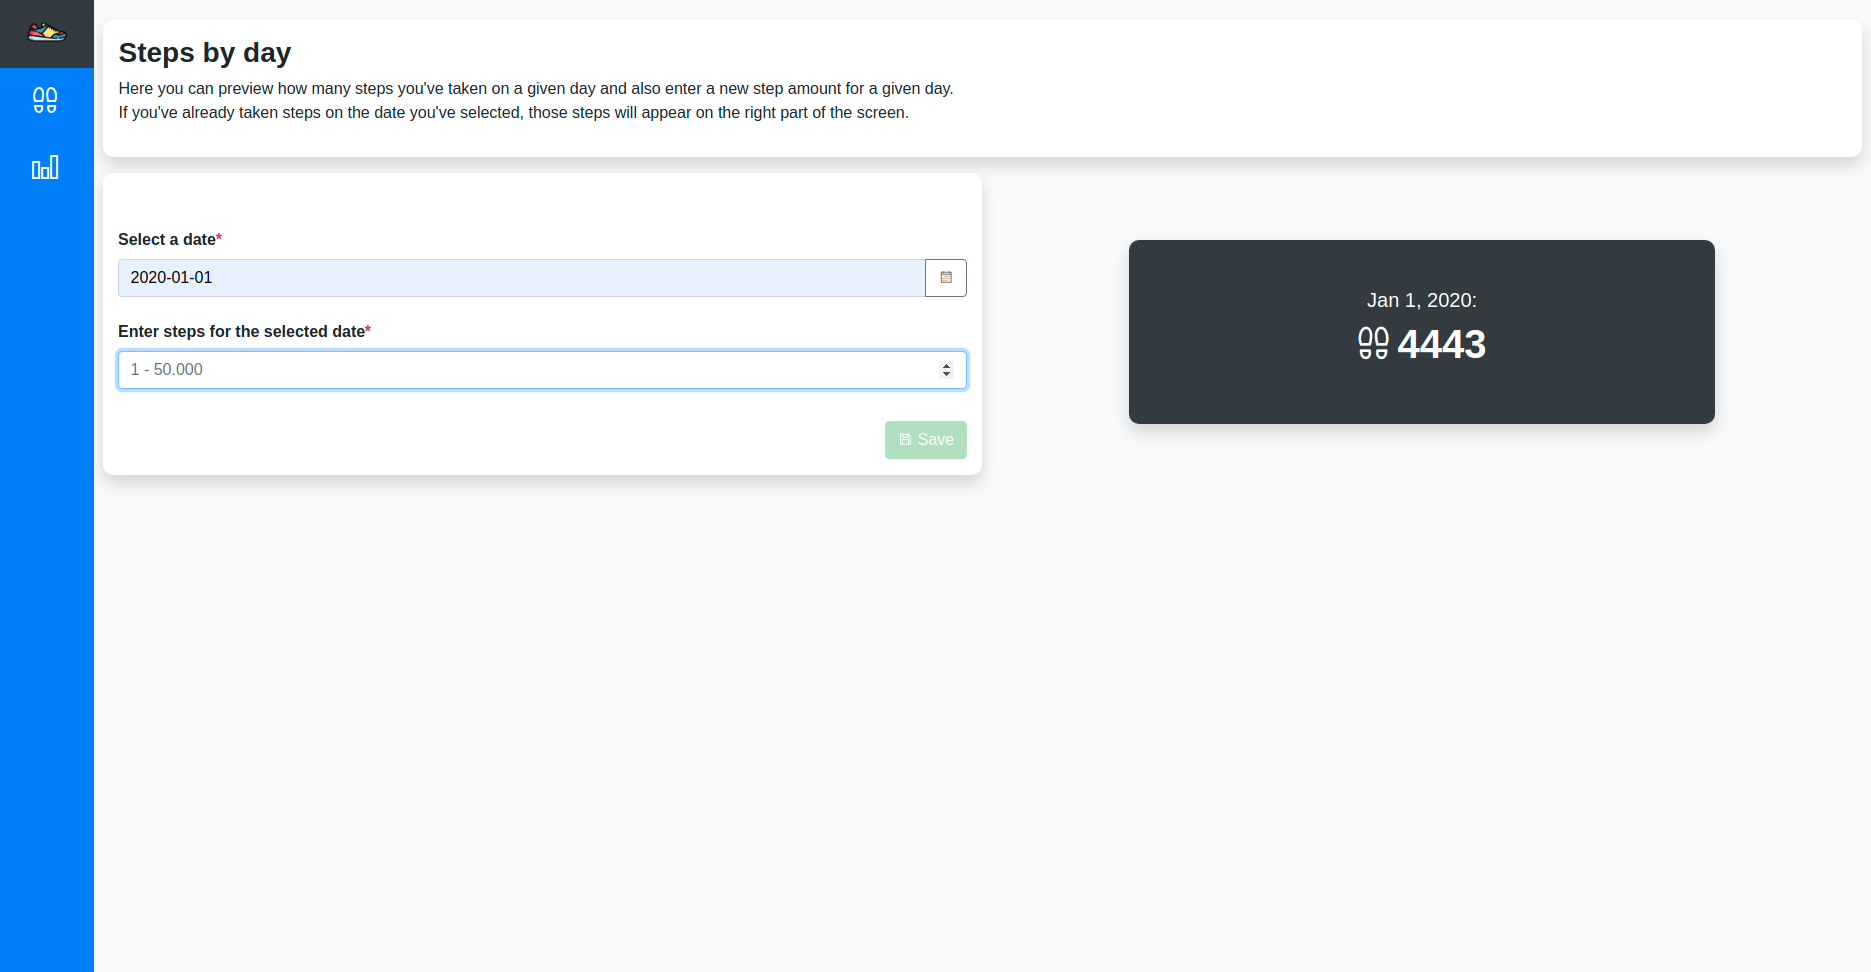 Steps by day
Here you can preview how many steps you've taken on a given day and also enter a new step amount for a given day.
If you've already taken steps on the date you've selected, those steps will appear on the right part of the screen.
Select a date*
2020-01-01
Enter steps for the selected date*
1 - 50.000
Save
Jan 1, 2020:
4443